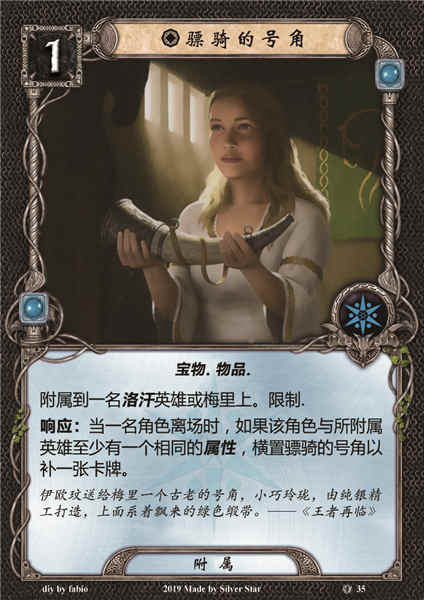 骠骑的号角
1
宝物. 物品.
附属到一名洛汗英雄或梅里上。限制.
响应：当一名角色离场时，如果该角色与所附属
英雄至少有一个相同的属性，横置骠骑的号角以
补一张卡牌。
伊欧玟送给梅里一个古老的号角，小巧玲珑，由纯银精
工打造，上面系着飘来的绿色缎带。——《王者再临》
附 属
diy by fabio 2019 Made by Silver Star 35